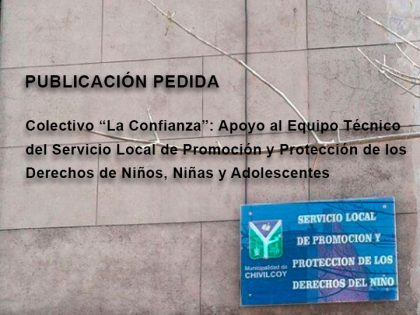 PUBLICACIÓN PEDIDA
Colectivo “La Confianza”: Apoyo al Equipo Técnico
del Servicio Local de Promoción y Protección de los
Derechos de Niños, Niñas y Adolescentes
SERVICIO LOCAL
DE PROMOCION Y
PROTECCION DE LOS
DERECHOS DEL NIÑO
Municipalidad de
CHIVILCOY